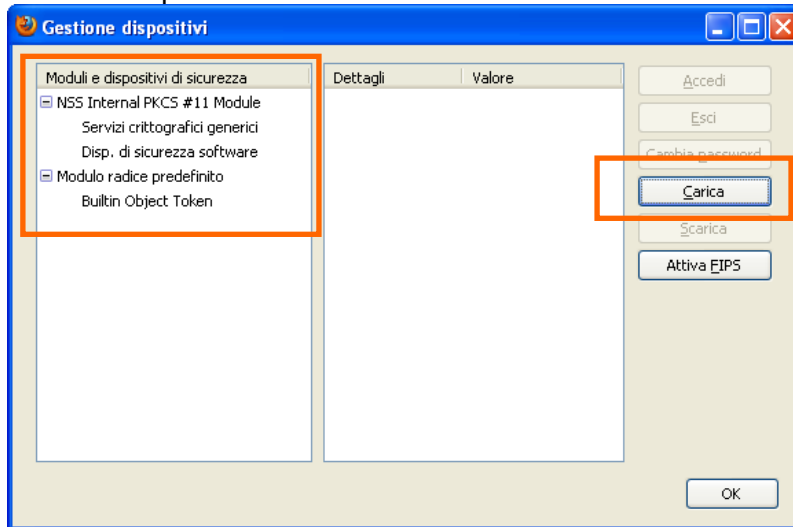 Gestione dispositivi
Moduli e dispositivi di sicurezza
Dettagli
Valore
NSS Internal PKCS #11 Module
Servizi crittografici generici
Disp. di sicurezza software
Modulo radice predefinito
Builtin Object Token
Accedi
Esci
Cambia password
Carica
Scarica
Attiva FIPS
OK